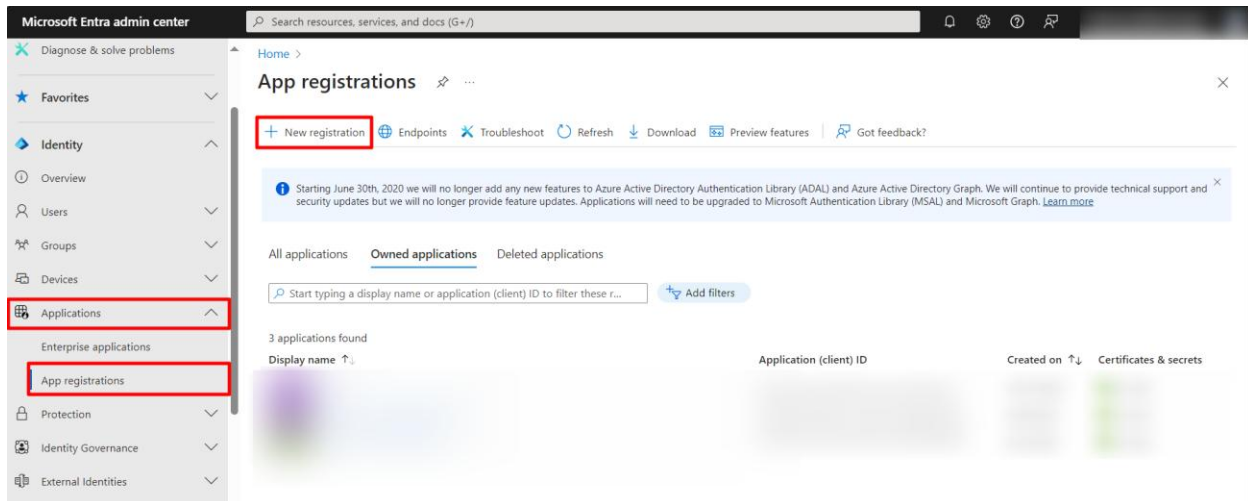 Microsoft Entra admin center
Search resources, services, and docs (G+/)
Diagnose & solve problems
Favorites
Identity
Overview
Users
Groups
Devices
Applications
Enterprise applications
App registrations
Protection
Identity Governance
External Identities
Home >
App registrations
...
+ New registration Endpoints Troubleshoot Refresh Download Preview features Got feedback?
Starting June 30th, 2020 we will no longer add any new features to Azure Active Directory Authentication Library (ADAL) and Azure Active Directory Graph. We will continue to provide technical support and
security updates but we will no longer provide feature updates. Applications will need to be upgraded to Microsoft Authentication Library (MSAL) and Microsoft Graph. Learn more
All applications Owned applications Deleted applications
Start typing a display name or application (client) ID to filter these r...
Add filters
3 applications found
Display name ↑↓ Application (client) ID Created on ↑↓ Certificates & secrets